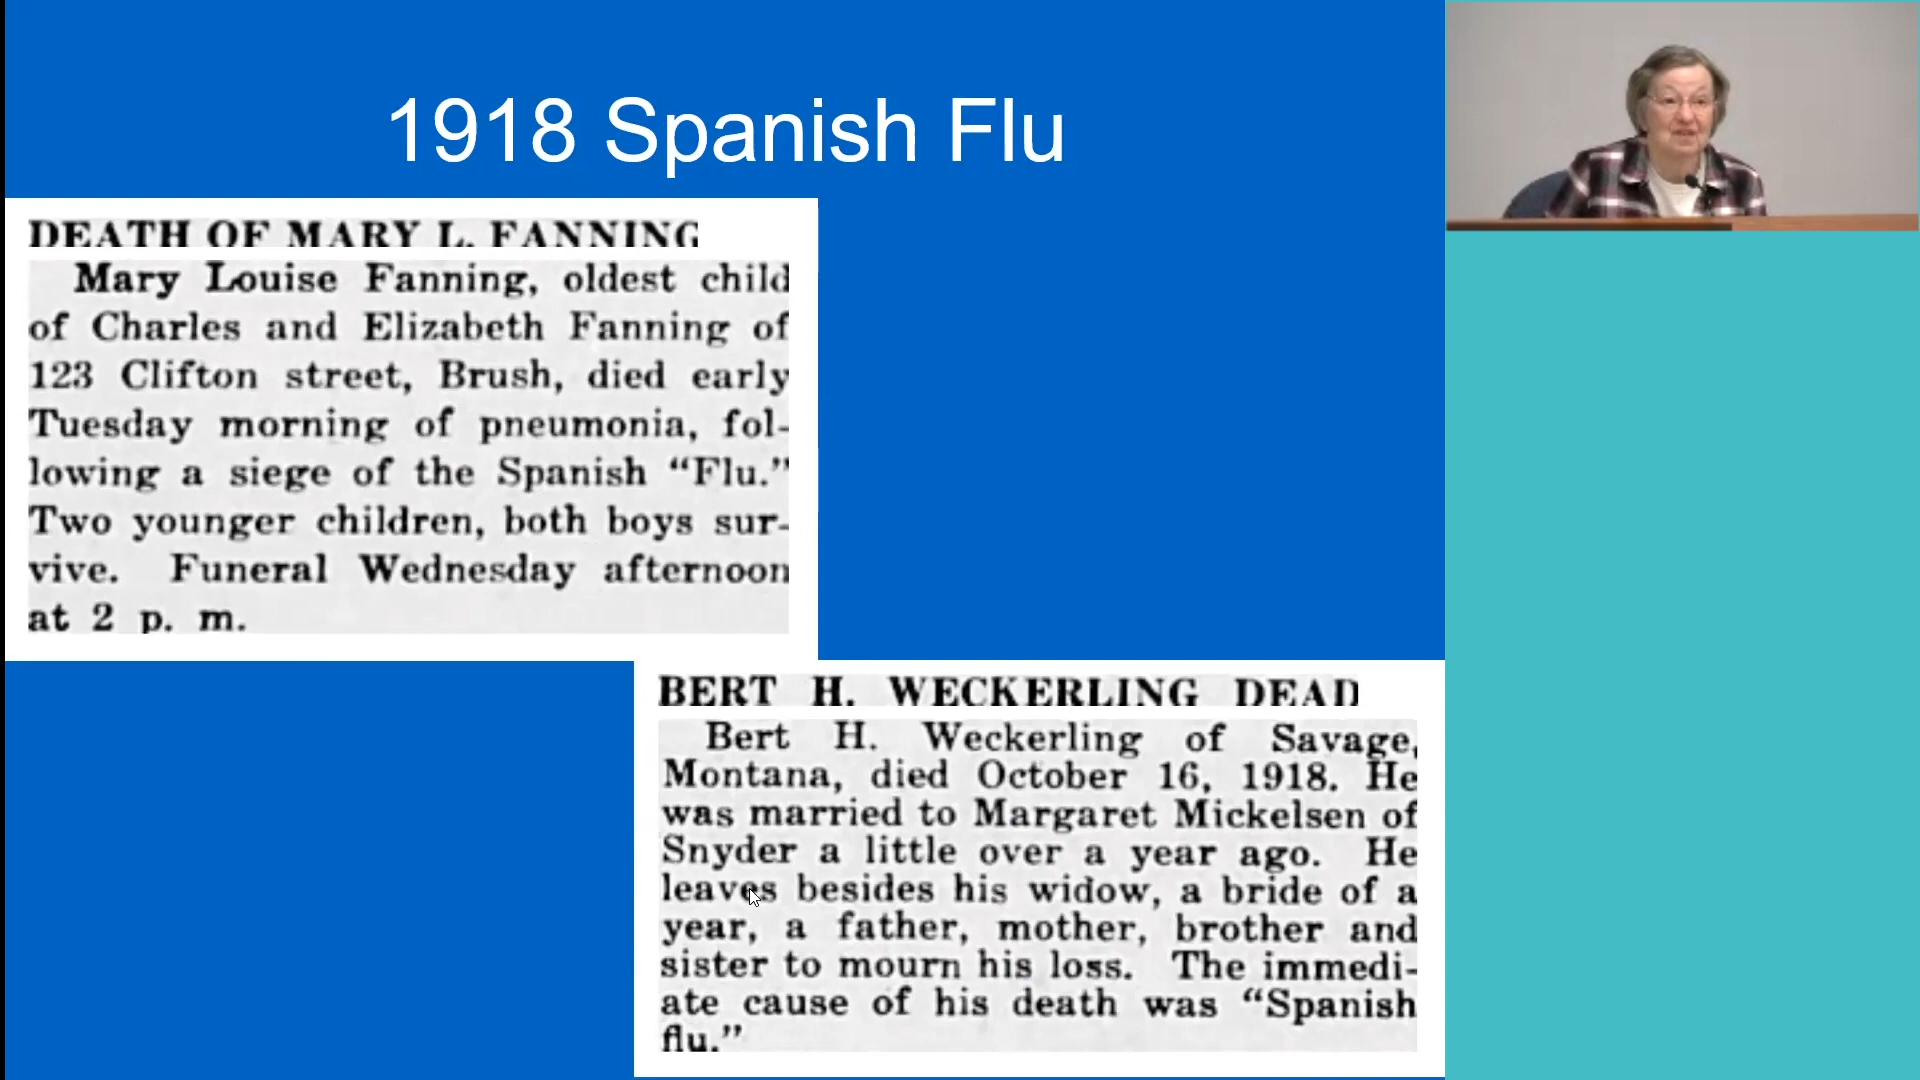 1918 Spanish Flu
DEATH OF MARY L. FANNING
Mary Louise Fanning, oldest child
of Charles and Elizabeth Fanning of
123 Clifton street, Brush, died early
Tuesday morning of pneumonia, fol-
lowing a siege of the Spanish “Flu.”
Two younger children, both boys sur-
vive. Funeral Wednesday afternoon
at 2 p. m.
BERT H. WECKERLING DEAD
Bert H. Weckerling of Savage,
Montana, died October 16, 1918. He
was married to Margaret Mickelsen of
Snyder a little over a year ago. He
leaves besides his widow, a bride of a
year, a father, mother, brother and
sister to mourn his loss. The immedi-
ate cause of his death was “Spanish
flu.”